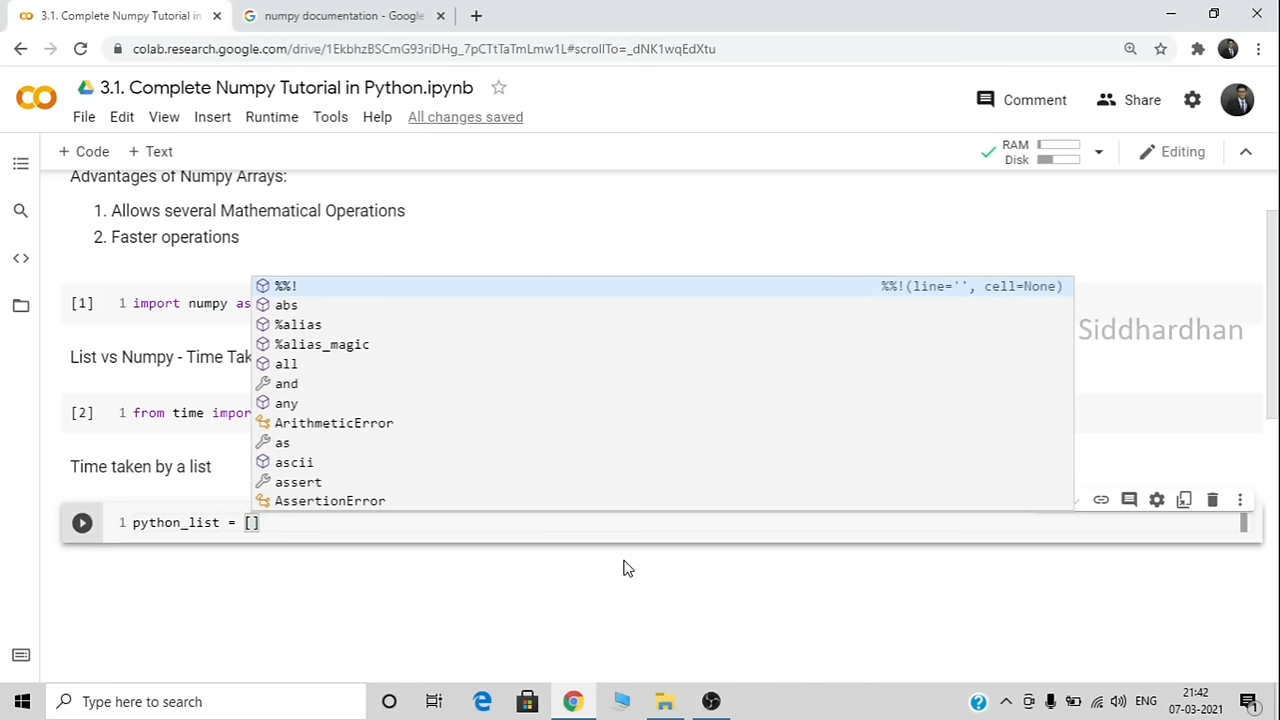 3.1. Complete Numpy Tutorial in
numpy documentation - Google
colab.research.google.com/drive/1EkbhzBSCmG93riDHg_7pCTtTaTmLmw1L#scrollTo=_dNK1wqEdXtu
3.1. Complete Numpy Tutorial in Python.ipynb
Comment
Share
File Edit View Insert Runtime Tools Help All changes saved
+ Code + Text
RAM
Disk
Editing
Advantages of Numpy Arrays:
1. Allows several Mathematical Operations
2. Faster operations
%%! %%!(line='', cell=None)
abs
[1] 1 import numpy as
%alias
Siddhardhan
%alias_magic
List vs Numpy - Time Tak
all
and
any
[2] 1 from time impor
ArithmeticError
as
ascii
Time taken by a list
assert
AssertionError
1 python_list = []
Type here to search
ENG
21:42
07-03-2021
1